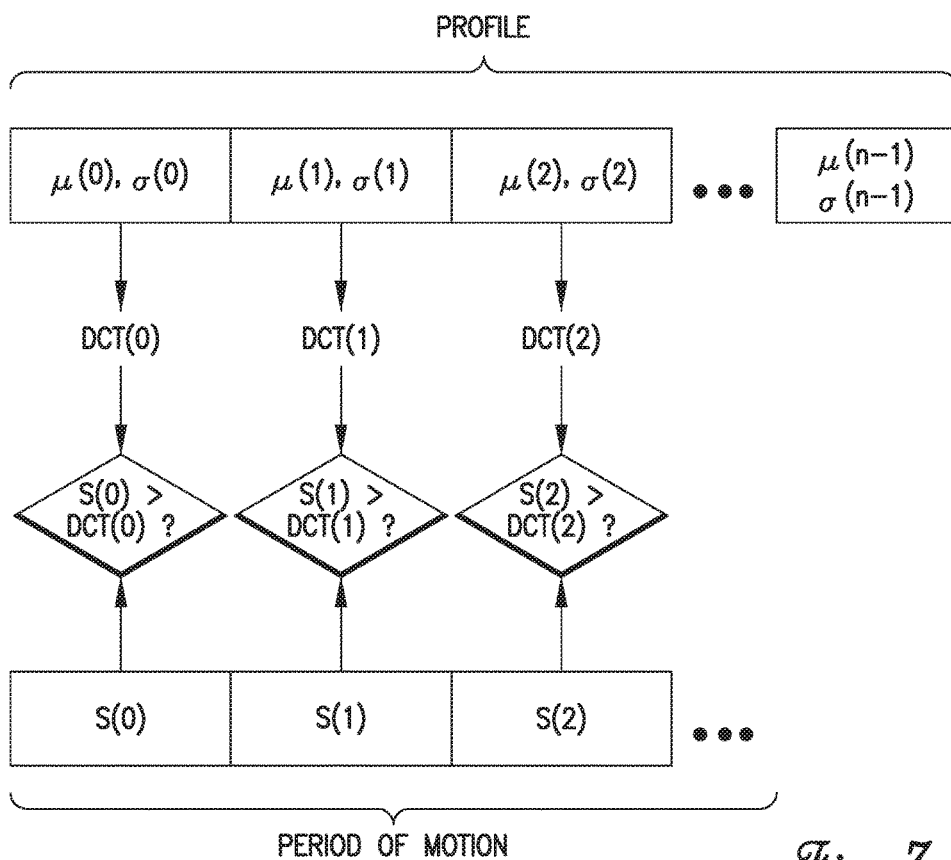 PROFILE
μ(0), σ(0)
μ(1), σ(1)
μ(2), σ(2)
•••
μ(n-1)
σ(n-1)
DCT(0)
DCT(1)
DCT(2)
S(0) >
DCT(0) ?
S(1) >
DCT(1) ?
S(2) >
DCT(2) ?
S(0)
S(1)
S(2)
•••
PERIOD OF MOTION